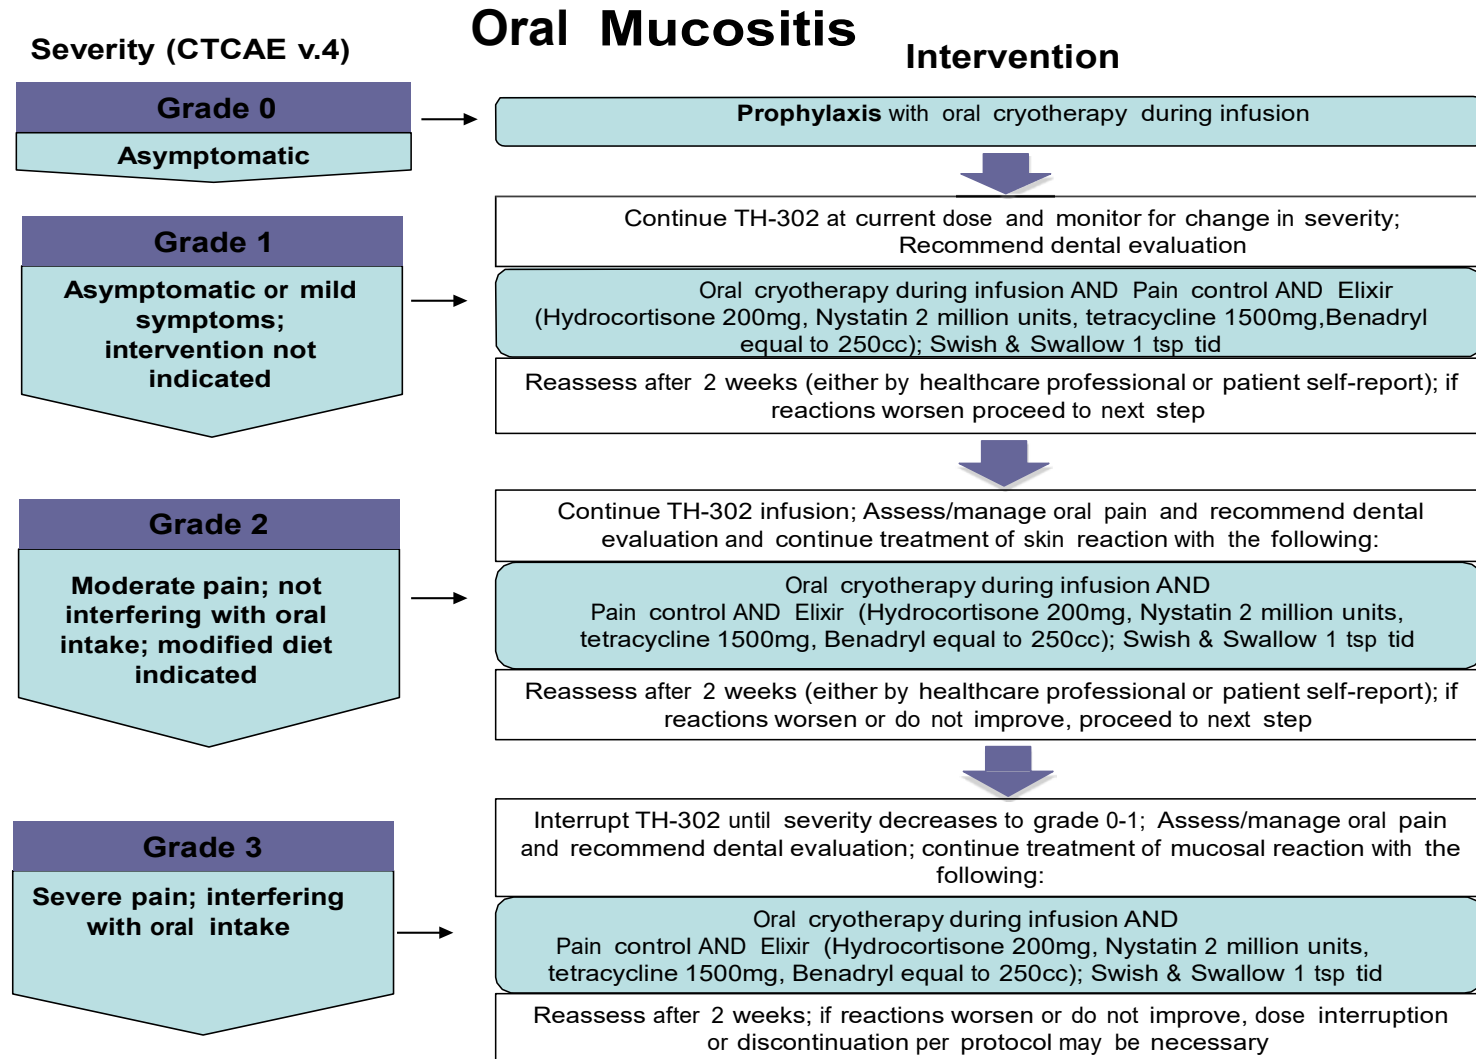 Oral Mucositis
Severity (CTCAE v.4)
Intervention
Grade 0
Asymptomatic
Prophylaxis with oral cryotherapy during infusion
Grade 1
Asymptomatic or mild
symptoms;
intervention not
indicated
Continue TH-302 at current dose and monitor for change in severity;
Recommend dental evaluation
Oral cryotherapy during infusion AND Pain control AND Elixir
(Hydrocortisone 200mg, Nystatin 2 million units, tetracycline 1500mg,Benadryl
equal to 250cc); Swish & Swallow 1 tsp tid
Reassess after 2 weeks (either by healthcare professional or patient self-report); if
reactions worsen proceed to next step
Grade 2
Moderate pain; not
interfering with oral
intake; modified diet
indicated
Continue TH-302 infusion; Assess/manage oral pain and recommend dental
evaluation and continue treatment of skin reaction with the following:
Oral cryotherapy during infusion AND
Pain control AND Elixir (Hydrocortisone 200mg, Nystatin 2 million units,
tetracycline 1500mg, Benadryl equal to 250cc); Swish & Swallow 1 tsp tid
Reassess after 2 weeks (either by healthcare professional or patient self-report); if
reactions worsen or do not improve, proceed to next step
Grade 3
Severe pain; interfering
with oral intake
Interrupt TH-302 until severity decreases to grade 0-1; Assess/manage oral pain
and recommend dental evaluation; continue treatment of mucosal reaction with the
following:
Oral cryotherapy during infusion AND
Pain control AND Elixir (Hydrocortisone 200mg, Nystatin 2 million units,
tetracycline 1500mg, Benadryl equal to 250cc); Swish & Swallow 1 tsp tid
Reassess after 2 weeks; if reactions worsen or do not improve, dose interruption
or discontinuation per protocol may be necessary